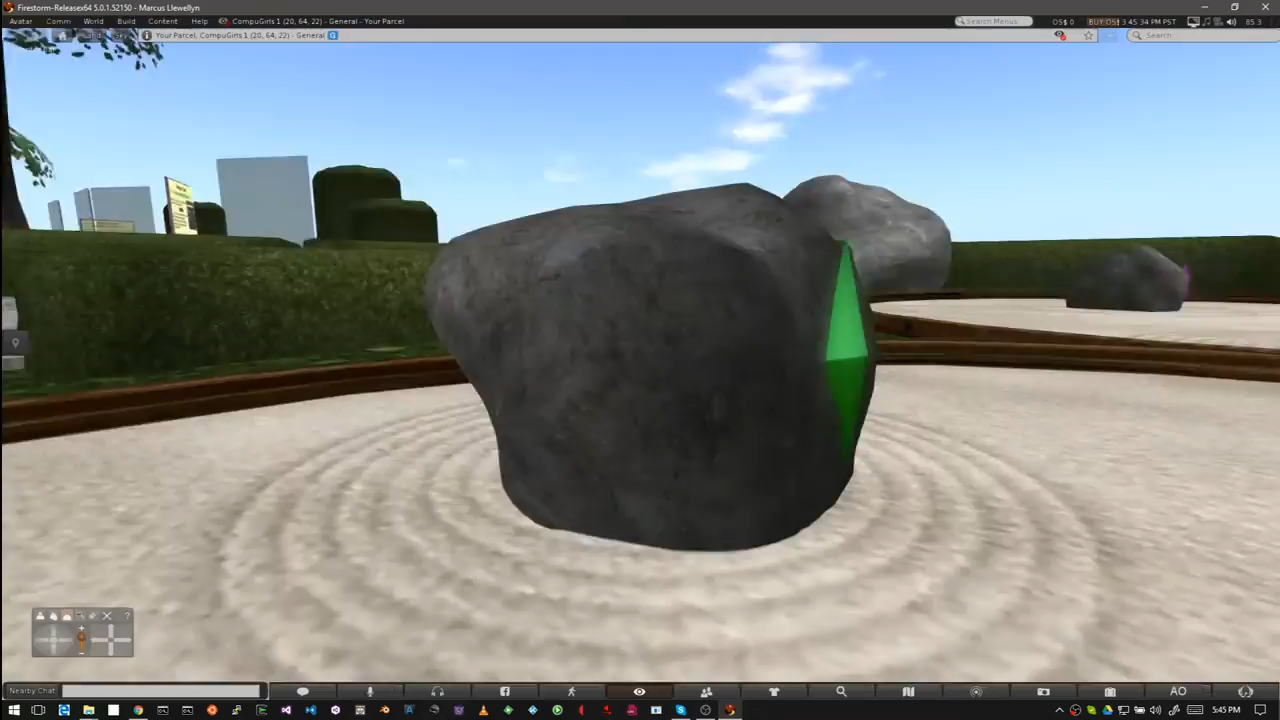 Firestorm-Releasex64 5.0.1.52150 - Marcus Llewellyn
Avatar Comm World Build Content Help CompuGirls 1 (20, 64, 22) - General - Your Parcel
Search Menus OS$ 0 BUY OS$ 3:45:34 PM PST 85.3
Your Parcel, CompuGirls 1 (20, 64, 22) - General
Search
Nearby Chat
AO
5:45 PM